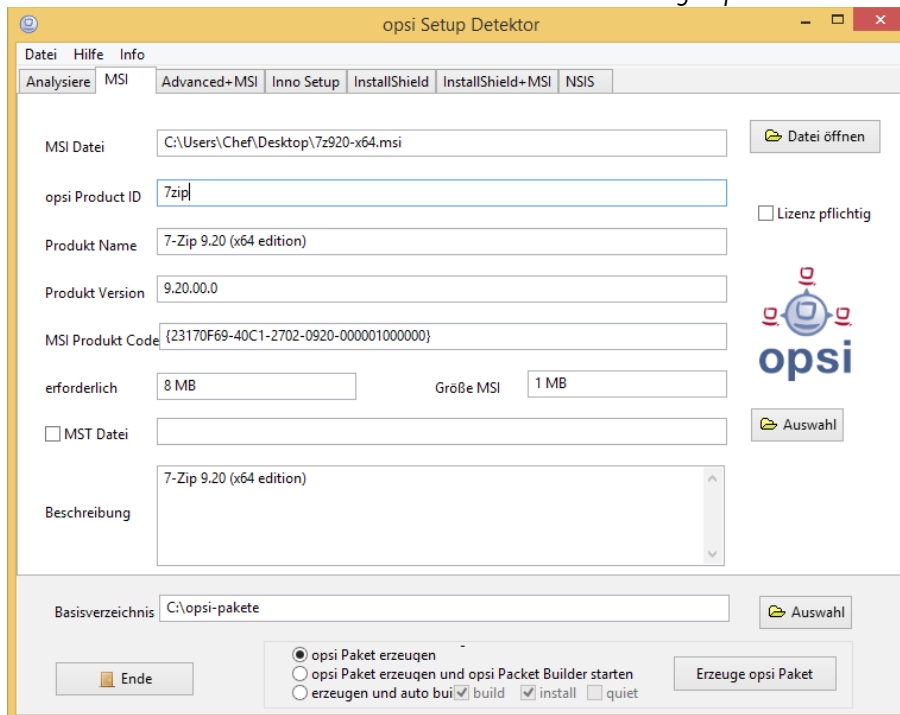 opsi Setup Detektor
Datei Hilfe Info
Analysiere MSI Advanced+MSI Inno Setup InstallShield InstallShield+MSI NSIS
MSI Datei C:\Users\Chef\Desktop\7z920-x64.msi Datei öffnen
opsi Product ID 7zip
Lizenz pflichtig
Produkt Name 7-Zip 9.20 (x64 edition)
Produkt Version 9.20.00.0
MSI Produkt Code {23170F69-40C1-2702-0920-000001000000}
opsi
erforderlich 8 MB Größe MSI 1 MB
MST Datei Auswahl
7-Zip 9.20 (x64 edition)
Beschreibung
Basisverzeichnis C:\opsi-pakete Auswahl
opsi Paket erzeugen
opsi Paket erzeugen und opsi Packet Builder starten
erzeugen und auto bui build install quiet
Ende Erzeuge opsi Paket